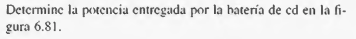 Determine la potencia entregada por la batería de cd en la fi-
gura 6.81.